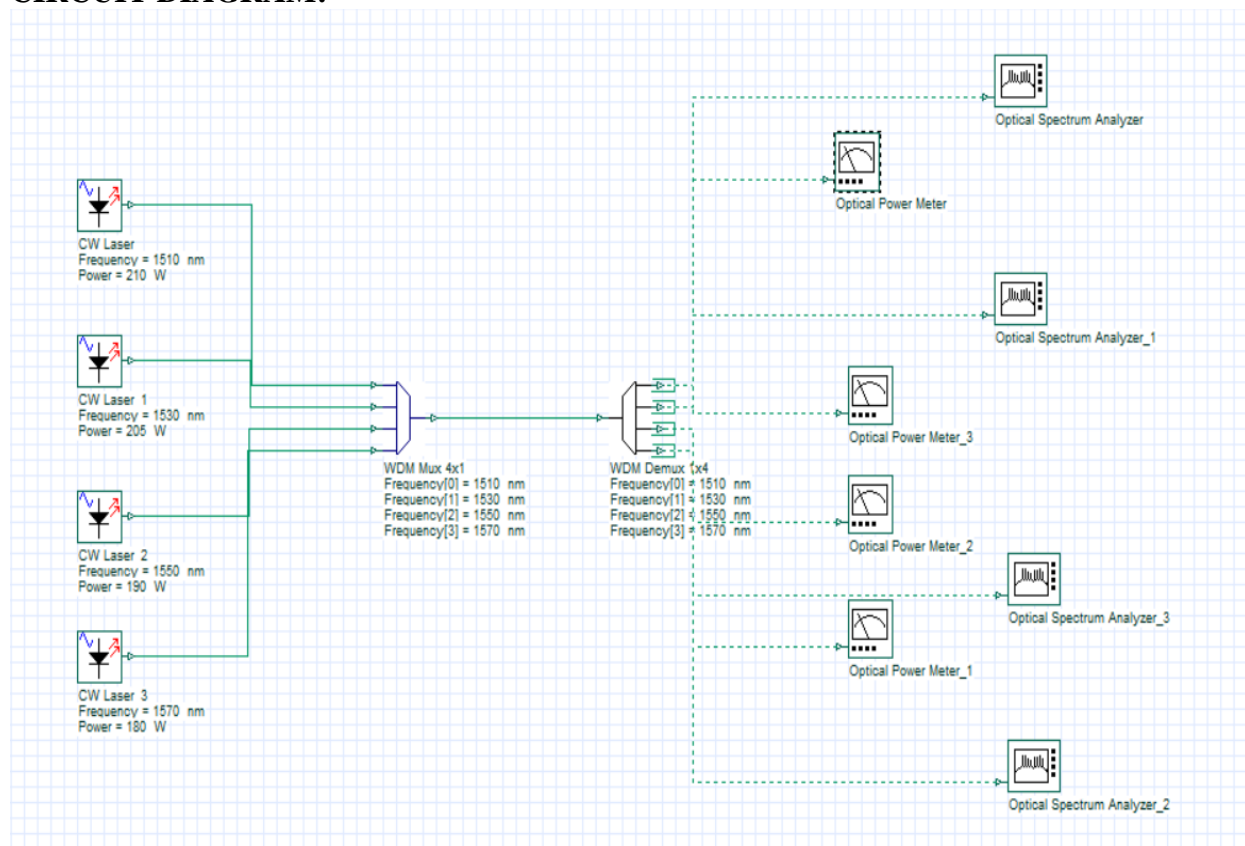 CIRCUIT DIAGRAM:
CW Laser
Frequency = 1510 nm
Power = 210 W
CW Laser 1
Frequency = 1530 nm
Power = 205 W
CW Laser 2
Frequency = 1550 nm
Power = 190 W
CW Laser 3
Frequency = 1570 nm
Power = 180 W
WDM Mux 4x1
Frequency[0] = 1510 nm
Frequency[1] = 1530 nm
Frequency[2] = 1550 nm
Frequency[3] = 1570 nm
WDM Demux 1x4
Frequency[0] = 1510 nm
Frequency[1] = 1530 nm
Frequency[2] = 1550 nm
Frequency[3] = 1570 nm
Optical Spectrum Analyzer
Optical Power Meter
Optical Spectrum Analyzer_1
Optical Power Meter_3
Optical Power Meter_2
Optical Spectrum Analyzer_3
Optical Power Meter_1
Optical Spectrum Analyzer_2